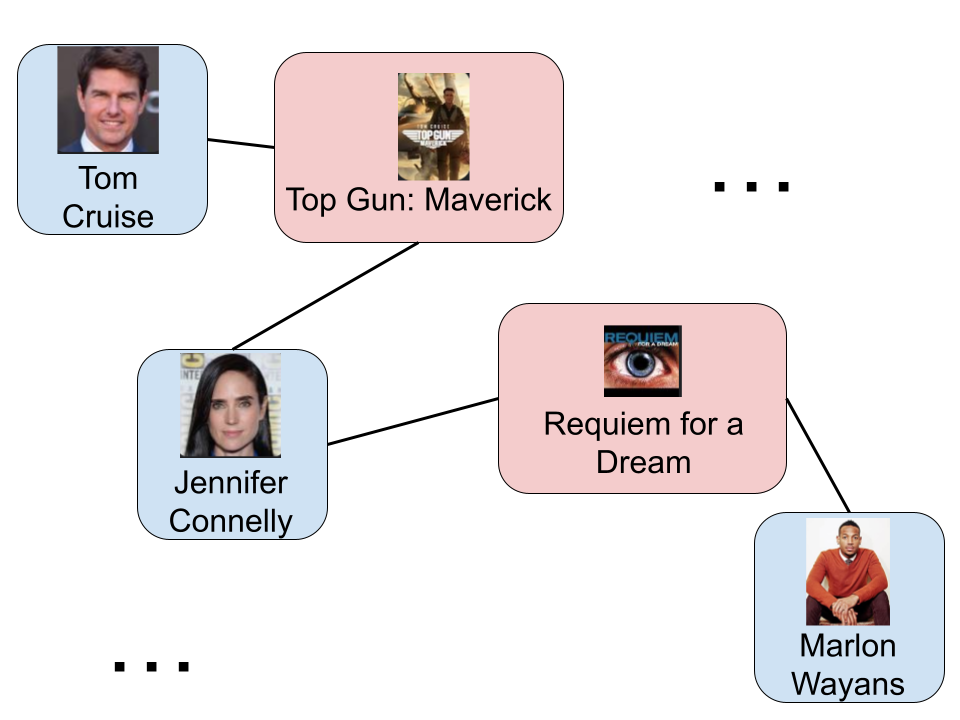 Tom
Cruise
TOM CRUISE
TOP GUN
MAVERICK
Top Gun: Maverick
. . .
Jennifer
Connelly
REQUIEM
FOR A DREAM
Requiem for a
Dream
Marlon
Wayans
. . .